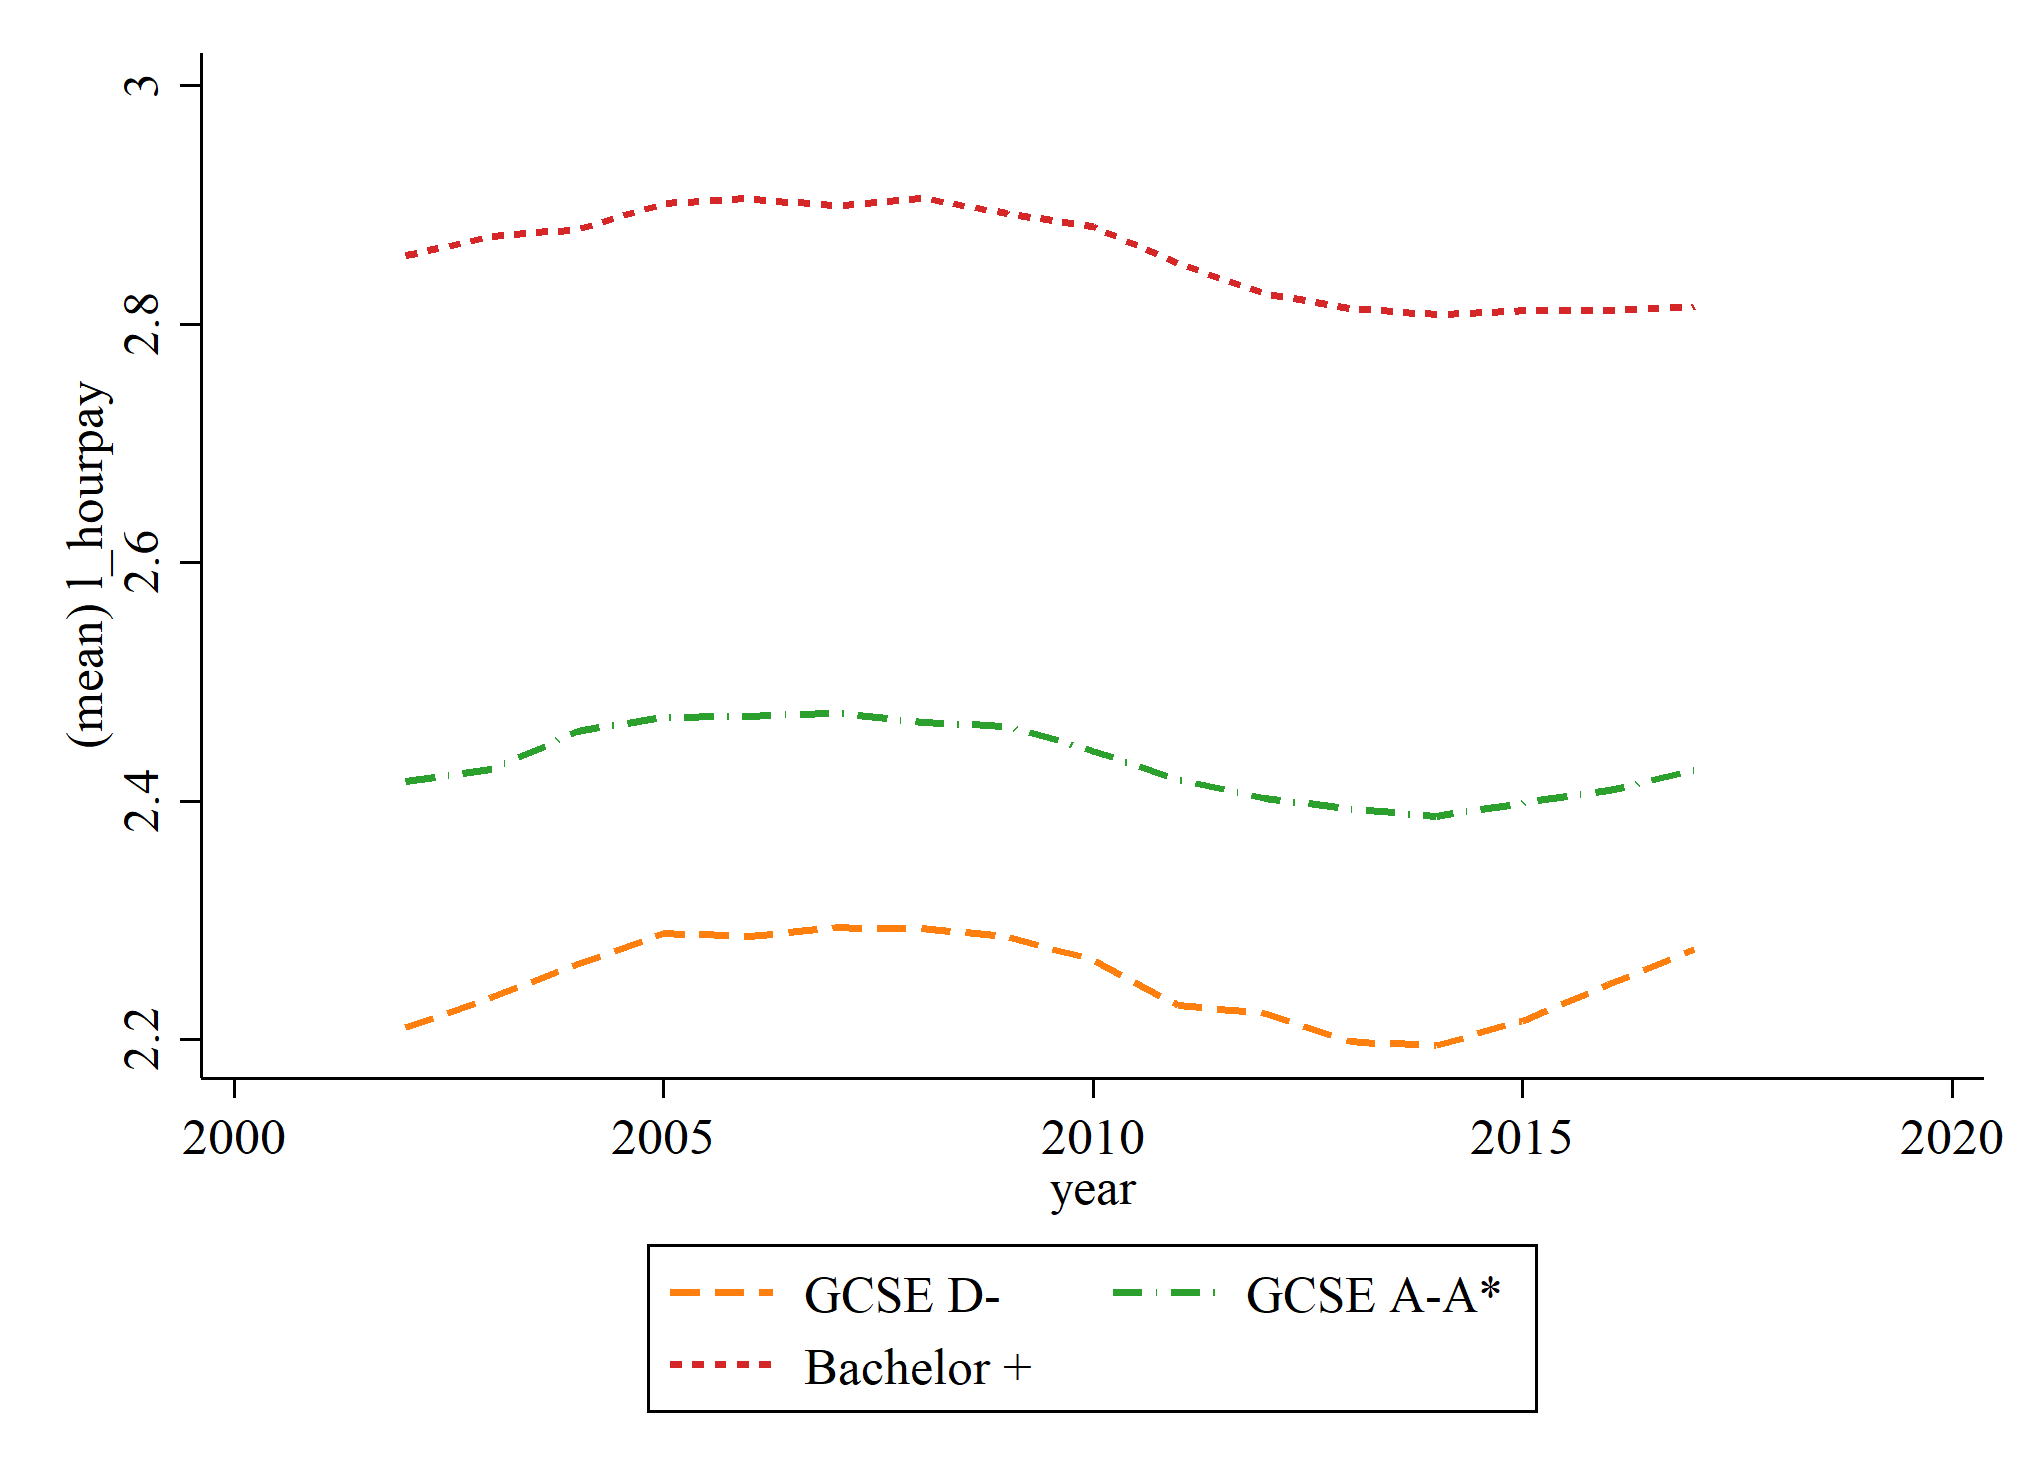 (mean) l_hourpay
3
2.8
2.6
2.4
2.2
2000 2005 2010 2015 2020
year
GCSE D- GCSE A-A*
Bachelor +